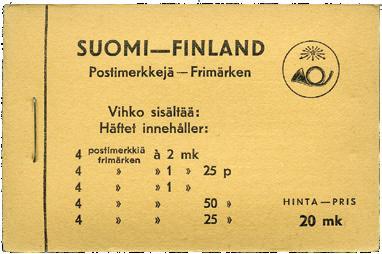 SUOMI—FINLAND
Postimerkkejä — Frimärken
Vihko sisältää:
Häftet innehåller:
4 postimerkkiä frimärken à 2 mk
4 » » 1 » 25 p
4 » » 1 »
4 » » 50 »
4 » » 25 »
HINTA — PRIS
20 mk